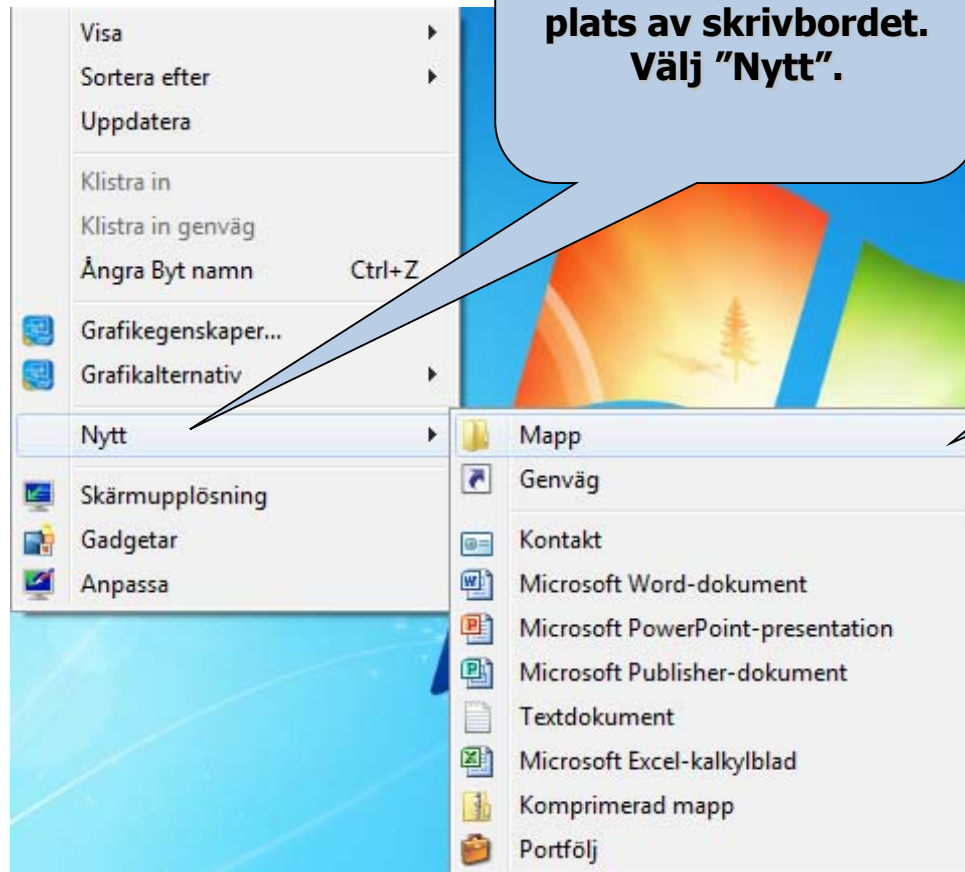 plats av skrivbordet.
Välj ”Nytt”.
Visa
Sortera efter
Uppdatera
Klistra in
Klistra in genväg
Ångra Byt namn Ctrl+Z
Grafikegenskaper...
Grafikalternativ
Nytt
Skärmupplösning
Gadgetar
Anpassa
Mapp
Genväg
Kontakt
Microsoft Word-dokument
Microsoft PowerPoint-presentation
Microsoft Publisher-dokument
Textdokument
Microsoft Excel-kalkylblad
Komprimerad mapp
Portfölj